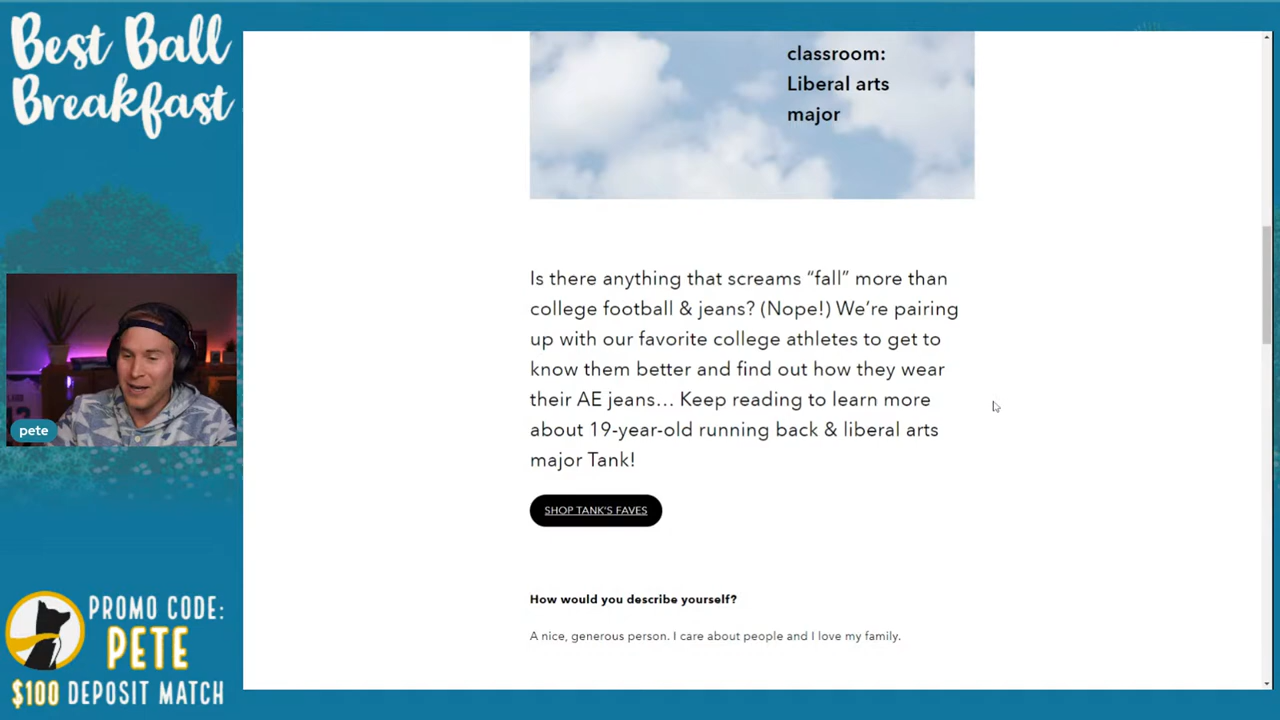 Best Ball
Breakfast
classroom:
Liberal arts
major
Is there anything that screams “fall” more than
college football & jeans? (Nope!) We’re pairing
up with our favorite college athletes to get to
know them better and find out how they wear
their AE jeans… Keep reading to learn more
about 19-year-old running back & liberal arts
major Tank!
SHOP TANK'S FAVES
How would you describe yourself?
A nice, generous person. I care about people and I love my family.
pete
PROMO CODE:
PETE
$100 DEPOSIT MATCH